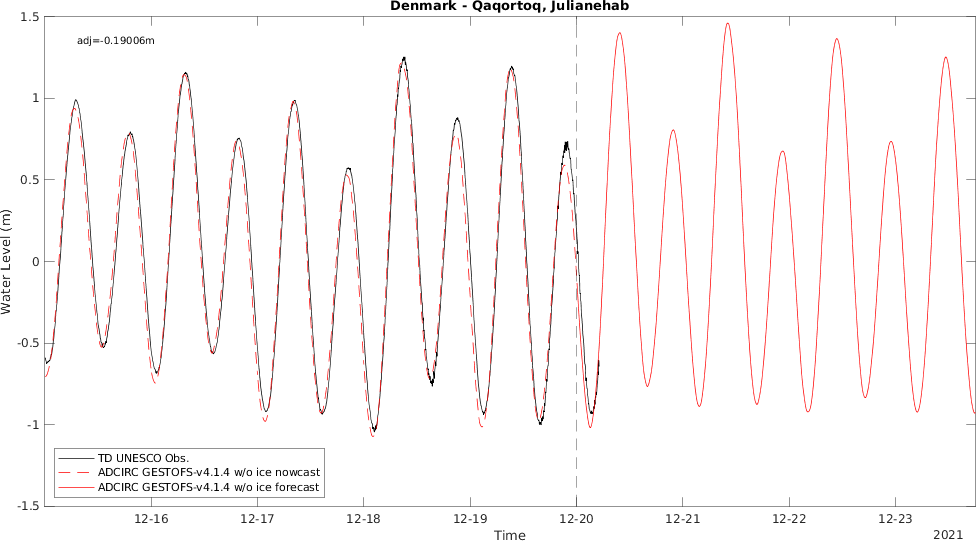 Denmark - Qaqortoq, Julianehab
adj=-0.19006m
1.5
1
0.5
0
-0.5
-1
-1.5
Water Level (m)
TD UNESCO Obs.
ADCIRC GESTOFS-v4.1.4 w/o ice nowcast
ADCIRC GESTOFS-v4.1.4 w/o ice forecast
12-16 12-17 12-18 12-19 12-20 12-21 12-22 12-23
Time
2021